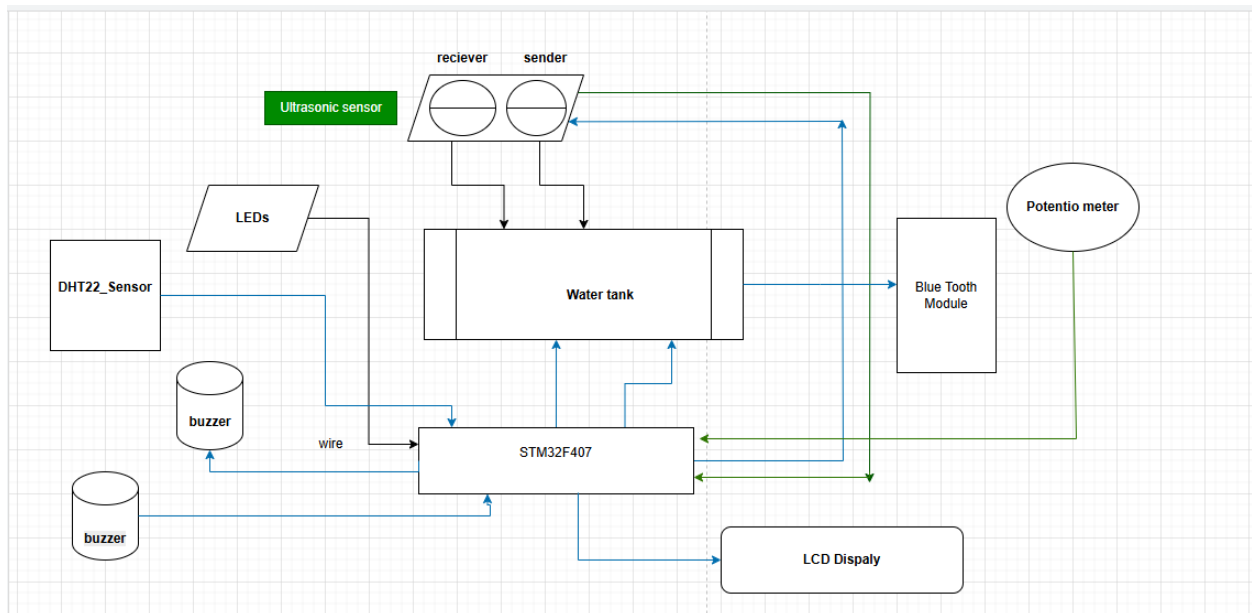 reciever
sender
Ultrasonic sensor
LEDs
Potentio meter
DHT22_Sensor
Water tank
Blue Tooth
Module
buzzer
wire
STM32F407
buzzer
LCD Dispaly